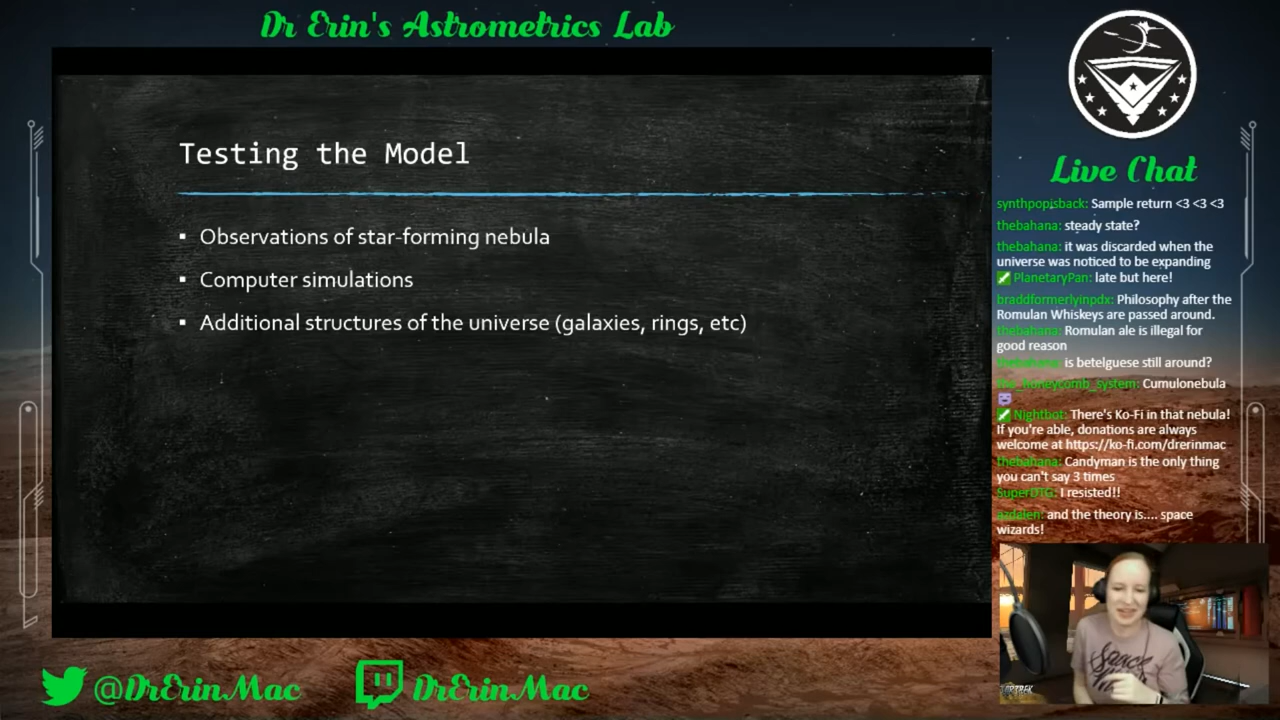 Dr Erin's Astrometrics Lab
Testing the Model
▪ Observations of star-forming nebula
▪ Computer simulations
▪ Additional structures of the universe (galaxies, rings, etc)
Live Chat
synthpopisback: Sample return <3 <3 <3
thebahana: steady state?
thebahana: it was discarded when the
universe was noticed to be expanding
PlanetaryPan: late but here!
braddformerlyinpdx: Philosophy after the
Romulan Whiskeys are passed around.
thebahana: Romulan ale is illegal for
good reason
thebahana: is betelguese still around?
the_honeycomb_system: Cumulonebula
Nightbot: There's Ko-Fi in that nebula!
If you're able, donations are always
welcome at https://ko-fi.com/drerinmac
thebahana: Candyman is the only thing
you can't say 3 times
SuperDTG: I resisted!!
azdalen: and the theory is.... space
wizards!
Space
@DrErinMac
DrErinMac